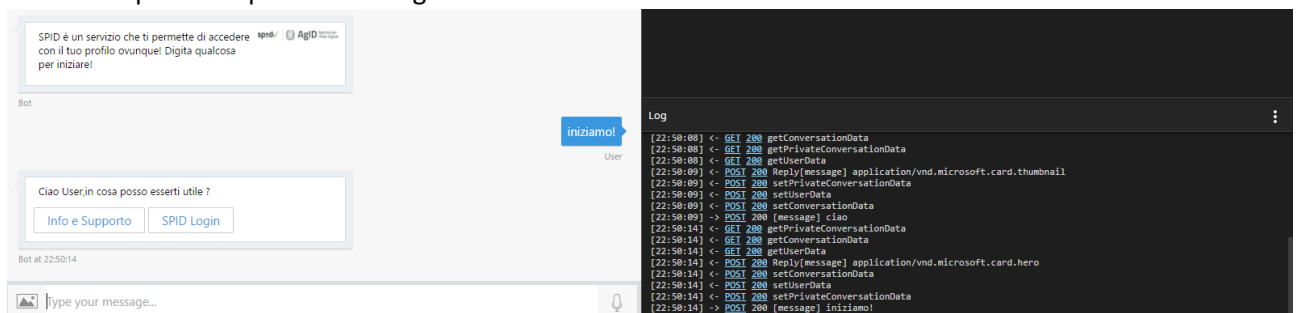 SPID è un servizio che ti permette di accedere
con il tuo profilo ovunque! Digita qualcosa
per iniziare!
spid✓ AgID
Bot
iniziamo!
User
Ciao User,in cosa posso esserti utile ?
Info e Supporto
SPID Login
Bot at 22:50:14
Type your message...
Log
[22:50:08] <- GET 200 getConversationData
[22:50:08] <- GET 200 getPrivateConversationData
[22:50:08] <- GET 200 getUserData
[22:50:09] <- POST 200 Reply[message] application/vnd.microsoft.card.thumbnail
[22:50:09] <- POST 200 setPrivateConversationData
[22:50:09] <- POST 200 setUserData
[22:50:09] <- POST 200 setConversationData
[22:50:09] -> POST 200 [message] ciao
[22:50:14] <- GET 200 getPrivateConversationData
[22:50:14] <- GET 200 getConversationData
[22:50:14] <- GET 200 getUserData
[22:50:14] <- POST 200 Reply[message] application/vnd.microsoft.card.hero
[22:50:14] <- POST 200 setConversationData
[22:50:14] <- POST 200 setUserData
[22:50:14] <- POST 200 setPrivateConversationData
[22:50:14] -> POST 200 [message] iniziamo!